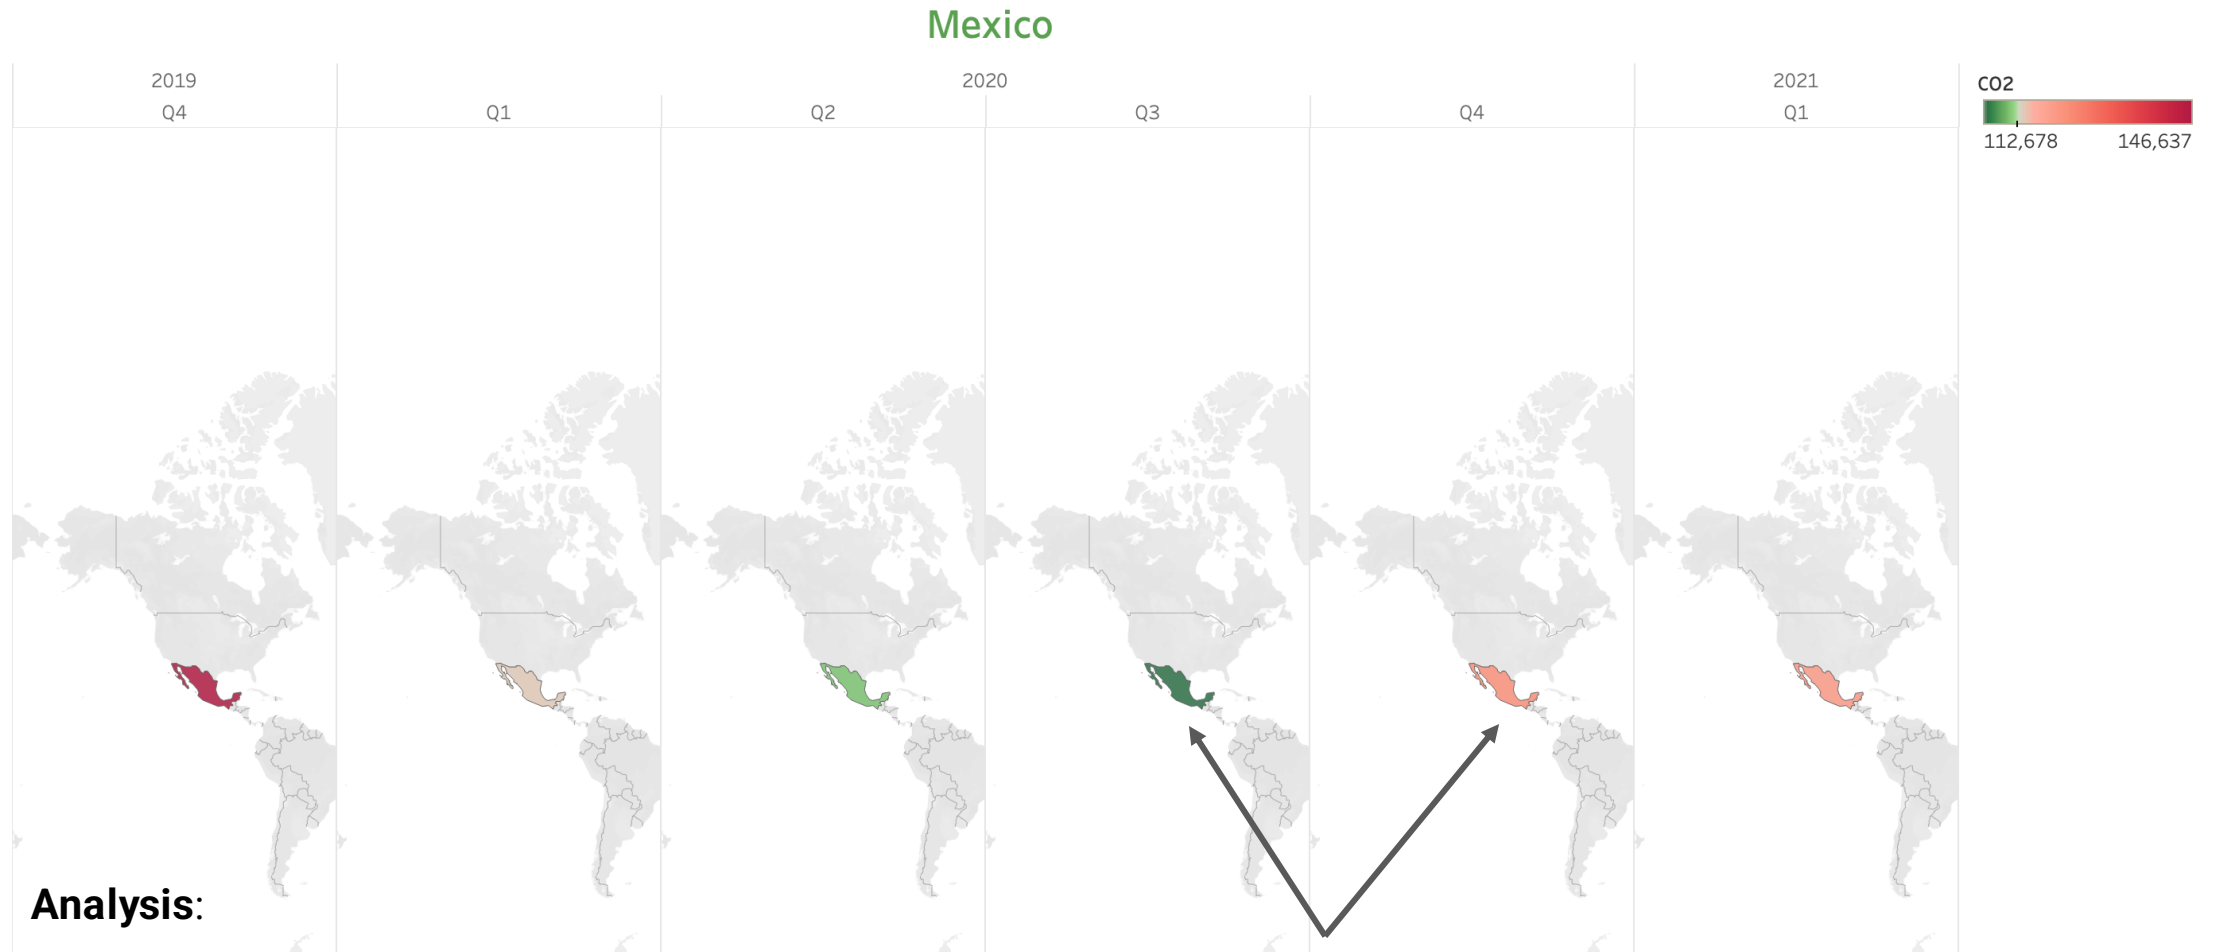 Mexico
2019 2020 2021
Q4 Q1 Q2 Q3 Q4 Q1
CO2
112,678 146,637
Analysis: